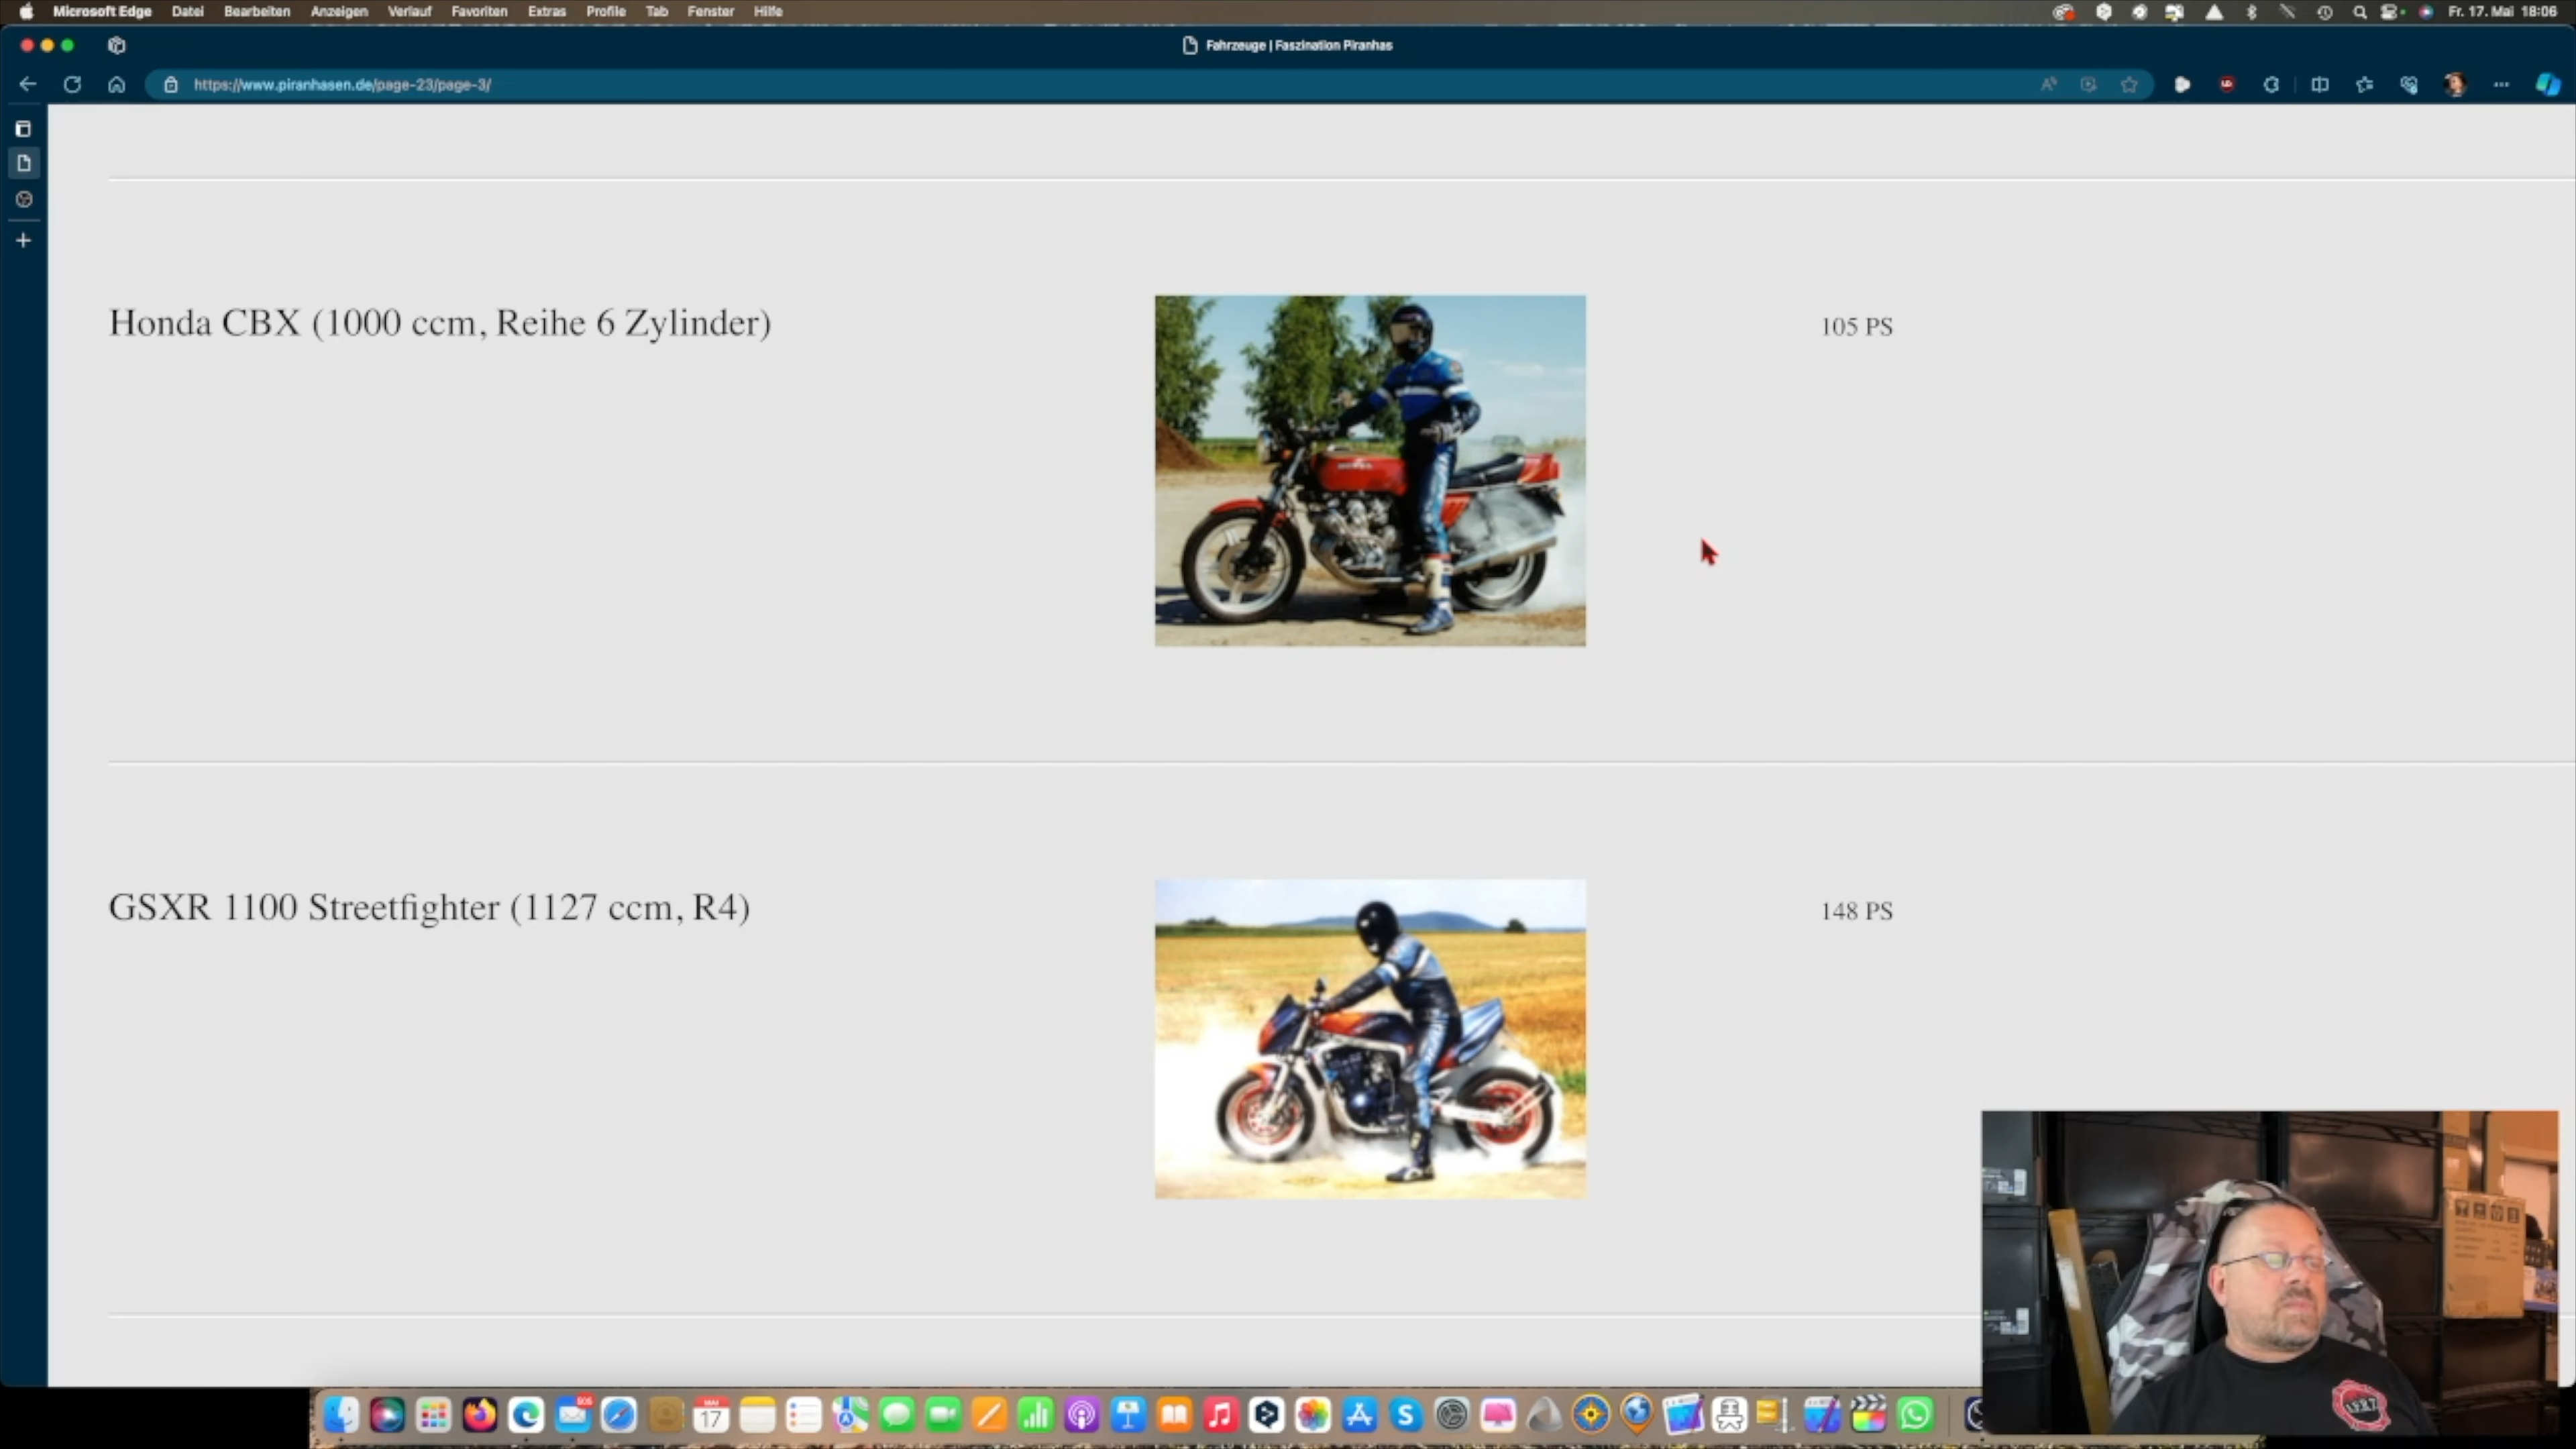 Microsoft Edge Datei Bearbeiten Anzeigen Verlauf Favoriten Extras Profile Tab Fenster Hilfe Fr. 17. Mai 18:06
Fahrzeuge | Faszination Piranhas
https://www.piranhasen.de/page-23/page-3/
Honda CBX (1000 ccm, Reihe 6 Zylinder)
105 PS
GSXR 1100 Streetfighter (1127 ccm, R4)
148 PS
MAI
17